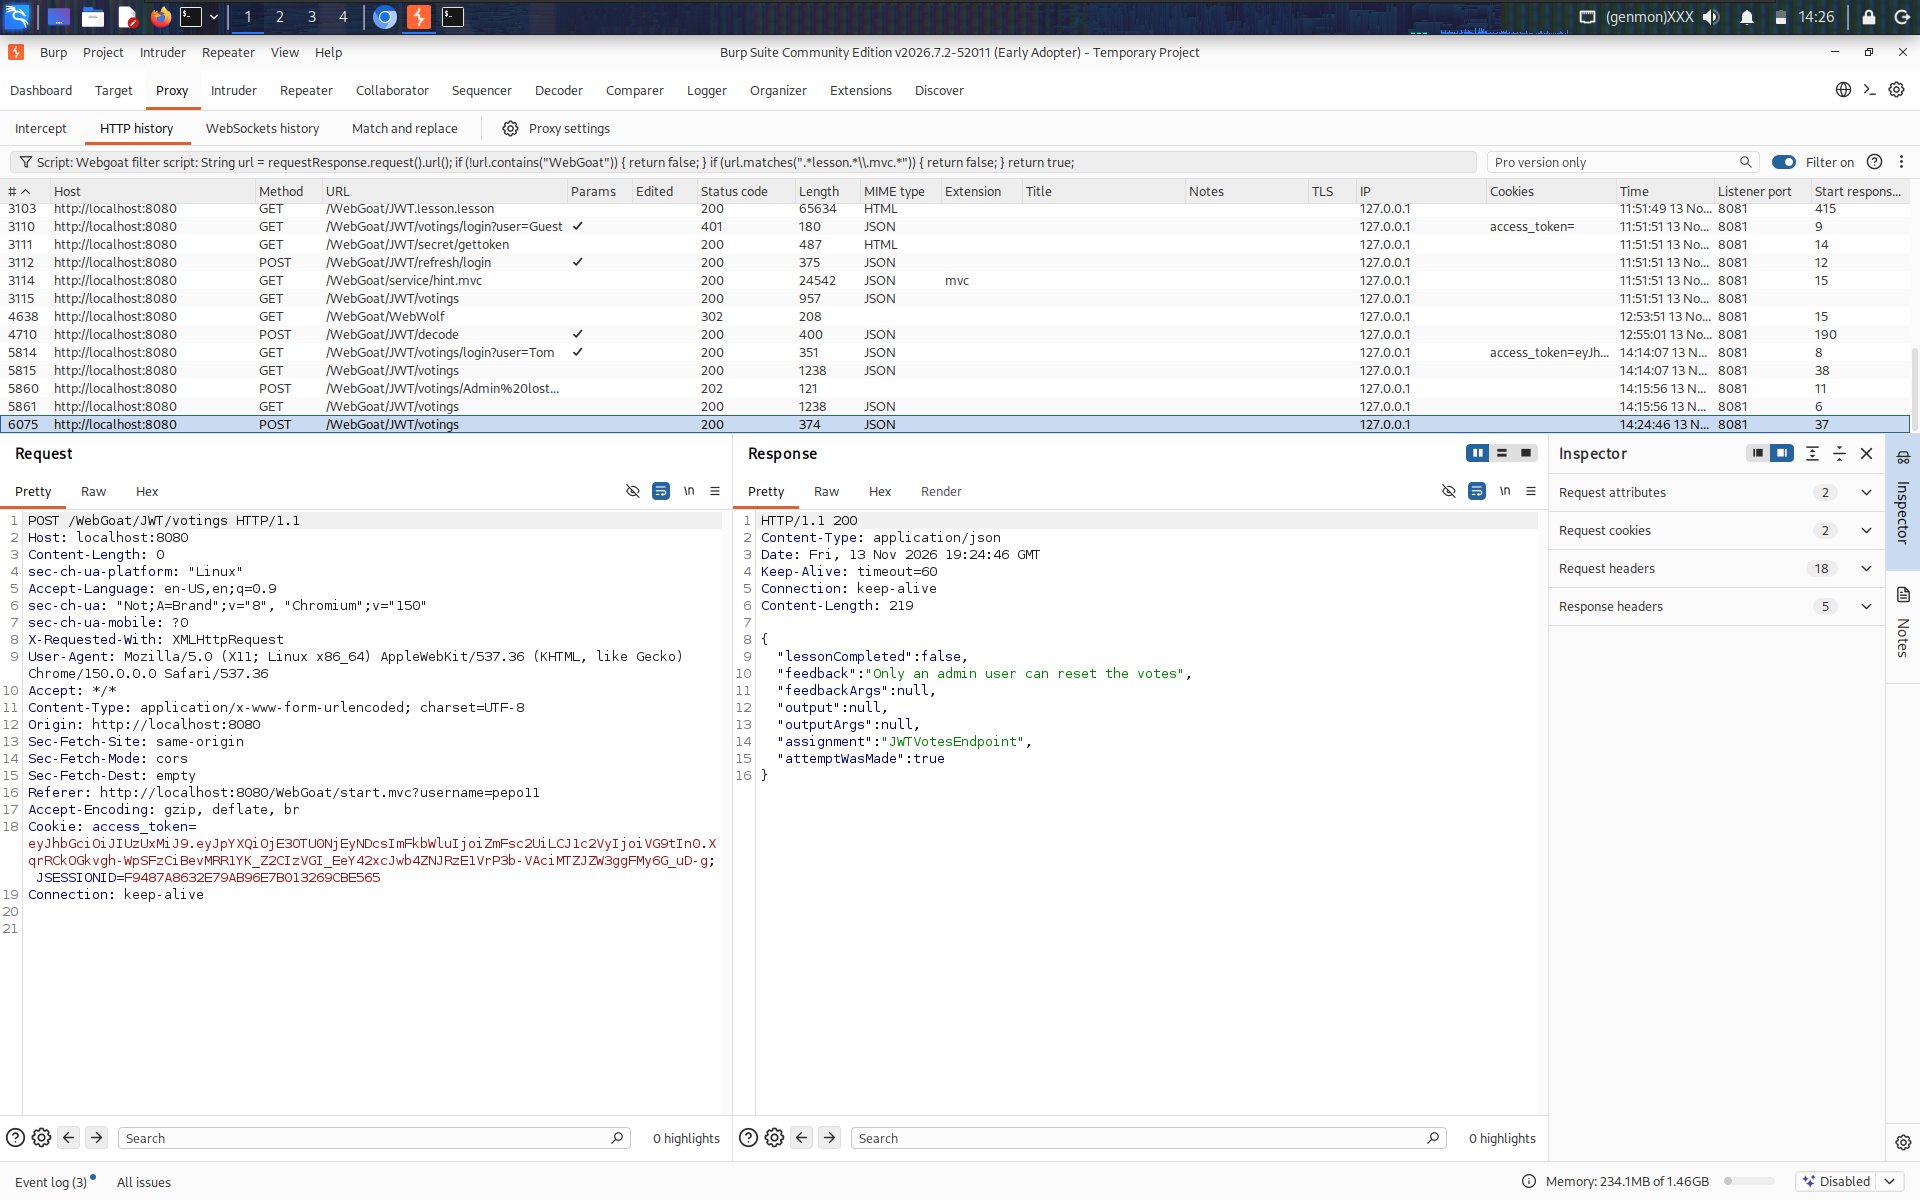 1 2 3 4 (genmon)XXX 14:26
Burp Project Intruder Repeater View Help Burp Suite Community Edition v2026.7.2-52011 (Early Adopter) - Temporary Project
Dashboard Target Proxy Intruder Repeater Collaborator Sequencer Decoder Comparer Logger Organizer Extensions Discover
Intercept HTTP history WebSockets history Match and replace Proxy settings
Script: Webgoat filter script: String url = requestResponse.request().url(); if (!url.contains("WebGoat")) { return false; } if (url.matches(".*lesson.*\\.mvc.*")) { return false; } return true; Pro version only Filter on
# Host Method URL Params Edited Status code Length MIME type Extension Title Notes TLS IP Cookies Time Listener port Start respons...
3103 http://localhost:8080 GET /WebGoat/JWT.lesson.lesson 200 65634 HTML 127.0.0.1 11:51:49 13 No... 8081 415
3110 http://localhost:8080 GET /WebGoat/JWT/votings/login?user=Guest ✓ 401 180 JSON 127.0.0.1 access_token= 11:51:51 13 No... 8081 9
3111 http://localhost:8080 GET /WebGoat/JWT/secret/gettoken 200 487 HTML 127.0.0.1 11:51:51 13 No... 8081 14
3112 http://localhost:8080 POST /WebGoat/JWT/refresh/login ✓ 200 375 JSON 127.0.0.1 11:51:51 13 No... 8081 12
3114 http://localhost:8080 GET /WebGoat/service/hint.mvc 200 24542 JSON mvc 127.0.0.1 11:51:51 13 No... 8081 15
3115 http://localhost:8080 GET /WebGoat/JWT/votings 200 957 JSON 127.0.0.1 11:51:51 13 No... 8081
4638 http://localhost:8080 GET /WebGoat/WebWolf 302 208 127.0.0.1 12:53:51 13 No... 8081 15
4710 http://localhost:8080 POST /WebGoat/JWT/decode ✓ 200 400 JSON 127.0.0.1 12:55:01 13 No... 8081 190
5814 http://localhost:8080 GET /WebGoat/JWT/votings/login?user=Tom ✓ 200 351 JSON 127.0.0.1 access_token=eyJh... 14:14:07 13 N... 8081 8
5815 http://localhost:8080 GET /WebGoat/JWT/votings 200 1238 JSON 127.0.0.1 14:14:07 13 N... 8081 38
5860 http://localhost:8080 POST /WebGoat/JWT/votings/Admin%20lost... 202 121 127.0.0.1 14:15:56 13 N... 8081 11
5861 http://localhost:8080 GET /WebGoat/JWT/votings 200 1238 JSON 127.0.0.1 14:15:56 13 N... 8081 6
6075 http://localhost:8080 POST /WebGoat/JWT/votings 200 374 JSON 127.0.0.1 14:24:46 13 N... 8081 37
Request
Pretty Raw Hex \n
1 POST /WebGoat/JWT/votings HTTP/1.1
2 Host: localhost:8080
3 Content-Length: 0
4 sec-ch-ua-platform: "Linux"
5 Accept-Language: en-US,en;q=0.9
6 sec-ch-ua: "Not;A=Brand";v="8", "Chromium";v="150"
7 sec-ch-ua-mobile: ?0
8 X-Requested-With: XMLHttpRequest
9 User-Agent: Mozilla/5.0 (X11; Linux x86_64) AppleWebKit/537.36 (KHTML, like Gecko)
Chrome/150.0.0.0 Safari/537.36
10 Accept: */*
11 Content-Type: application/x-www-form-urlencoded; charset=UTF-8
12 Origin: http://localhost:8080
13 Sec-Fetch-Site: same-origin
14 Sec-Fetch-Mode: cors
15 Sec-Fetch-Dest: empty
16 Referer: http://localhost:8080/WebGoat/start.mvc?username=pepo11
17 Accept-Encoding: gzip, deflate, br
18 Cookie: access_token=
eyJhbGciOiJIUzUxMiJ9.eyJpYXQiOjE3OTU0NjEyNDcsImFkbWluIjoiZmFsc2UiLCJ1c2VyIjoiVG9tIn0.X
qrRCkOGkvgh-WpSFzCiBevMRR1YK_Z2CIzVGI_EeY42xcJwb4ZNJRzE1VrP3b-VAciMTZJZW3ggFMy6G_uD-g;
JSESSIONID=F9487A8632E79AB96E7B013269CBE565
19 Connection: keep-alive
20
21
Search 0 highlights
Response
Pretty Raw Hex Render \n
1 HTTP/1.1 200
2 Content-Type: application/json
3 Date: Fri, 13 Nov 2026 19:24:46 GMT
4 Keep-Alive: timeout=60
5 Connection: keep-alive
6 Content-Length: 219
7
8 {
9 "lessonCompleted":false,
10 "feedback":"Only an admin user can reset the votes",
11 "feedbackArgs":null,
12 "output":null,
13 "outputArgs":null,
14 "assignment":"JWTVotesEndpoint",
15 "attemptWasMade":true
16 }
Search 0 highlights
Inspector
Request attributes 2
Request cookies 2
Request headers 18
Response headers 5
Inspector
Notes
Event log (3) All issues Memory: 234.1MB of 1.46GB Disabled